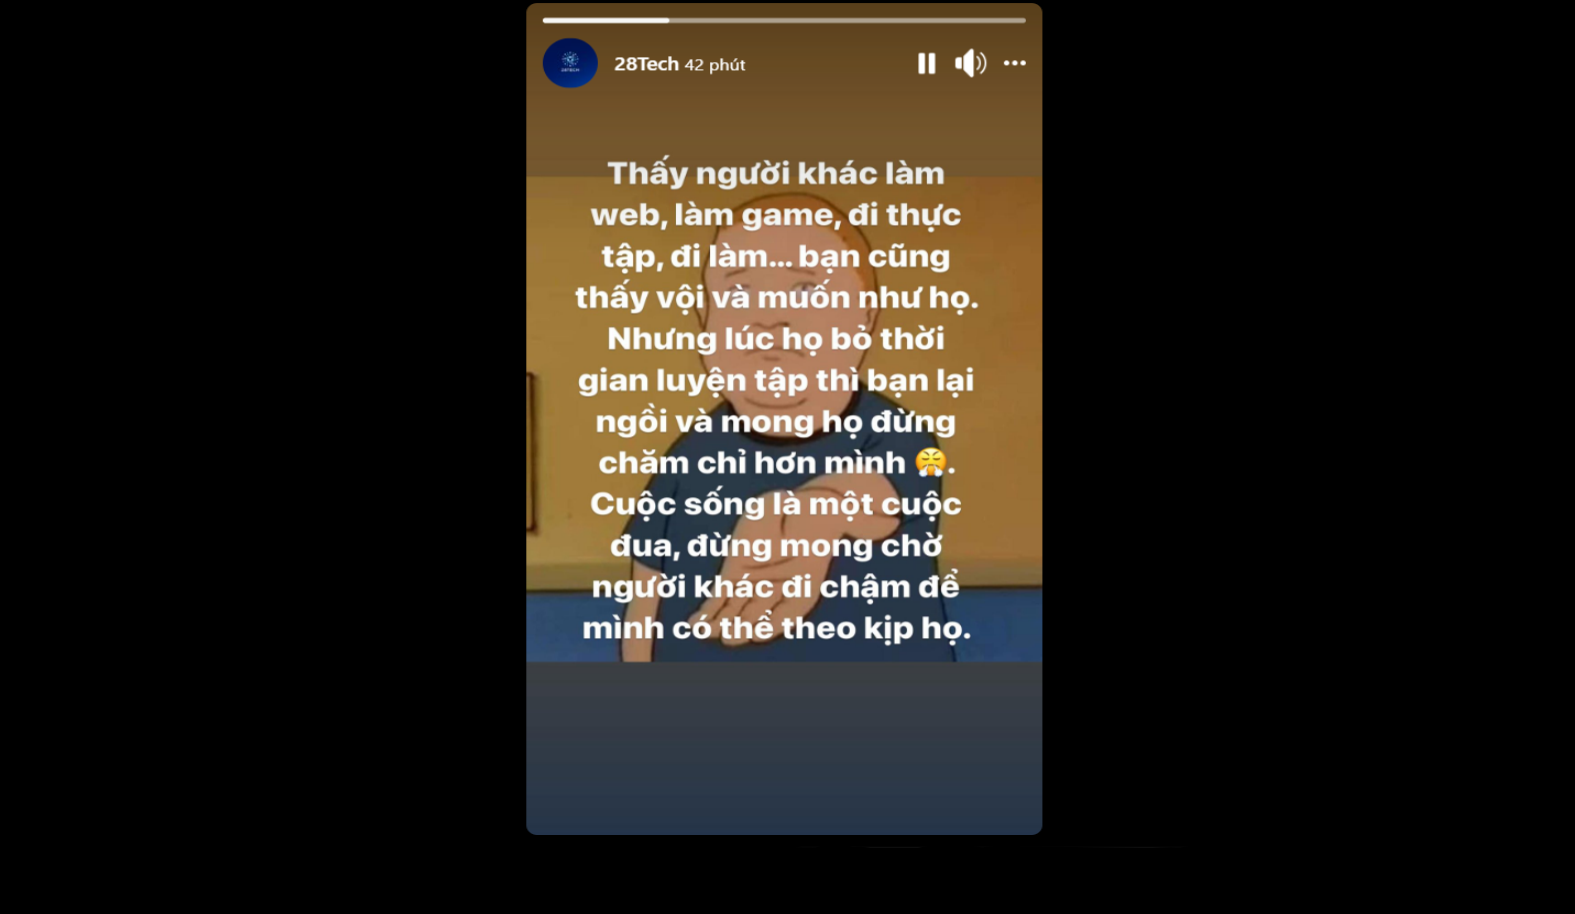 28Tech 42 phút
28TECH
Thấy người khác làm
web, làm game, đi thực
tập, đi làm... bạn cũng
thấy vội và muốn như họ.
Nhưng lúc họ bỏ thời
gian luyện tập thì bạn lại
ngồi và mong họ đừng
chăm chỉ hơn mình 😤.
Cuộc sống là một cuộc
đua, đừng mong chờ
người khác đi chậm để
mình có thể theo kịp họ.